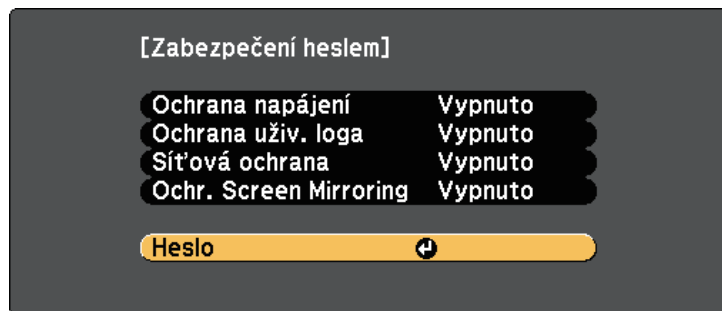 [Zabezpečení heslem]
Ochrana napájení Vypnuto
Ochrana uživ. loga Vypnuto
Síťová ochrana Vypnuto
Ochr. Screen Mirroring Vypnuto
Heslo